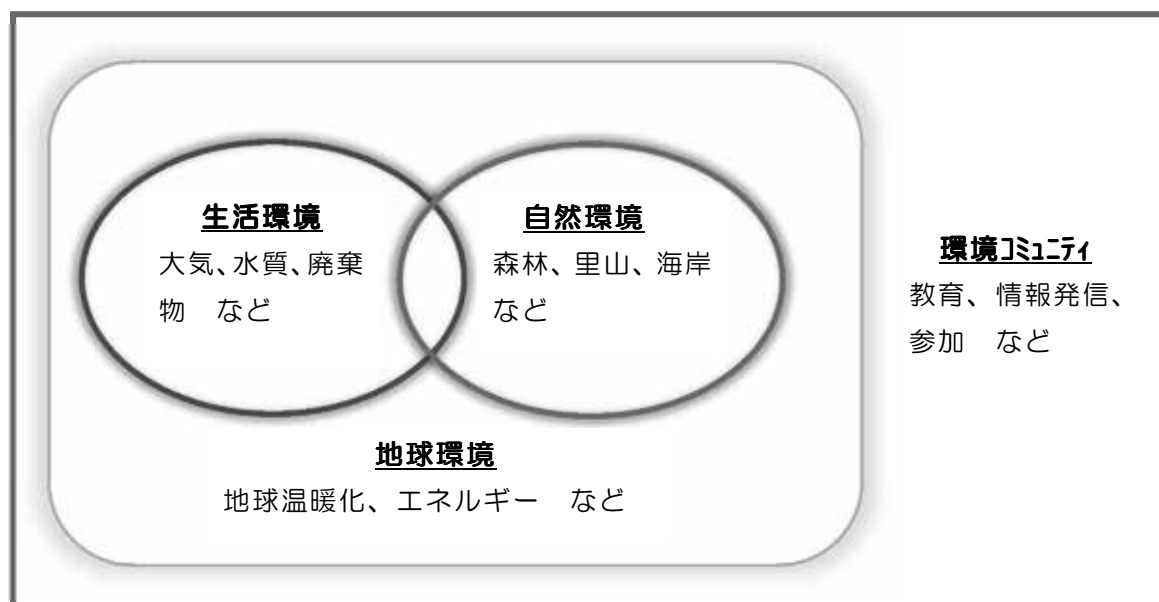 生活環境
大気、水質、廃棄
物　など
自然環境
森林、里山、海岸
など
環境ｺﾐｭﾆﾃｨ
教育、情報発信、
参加　など
地球環境
地球温暖化、エネルギー　など